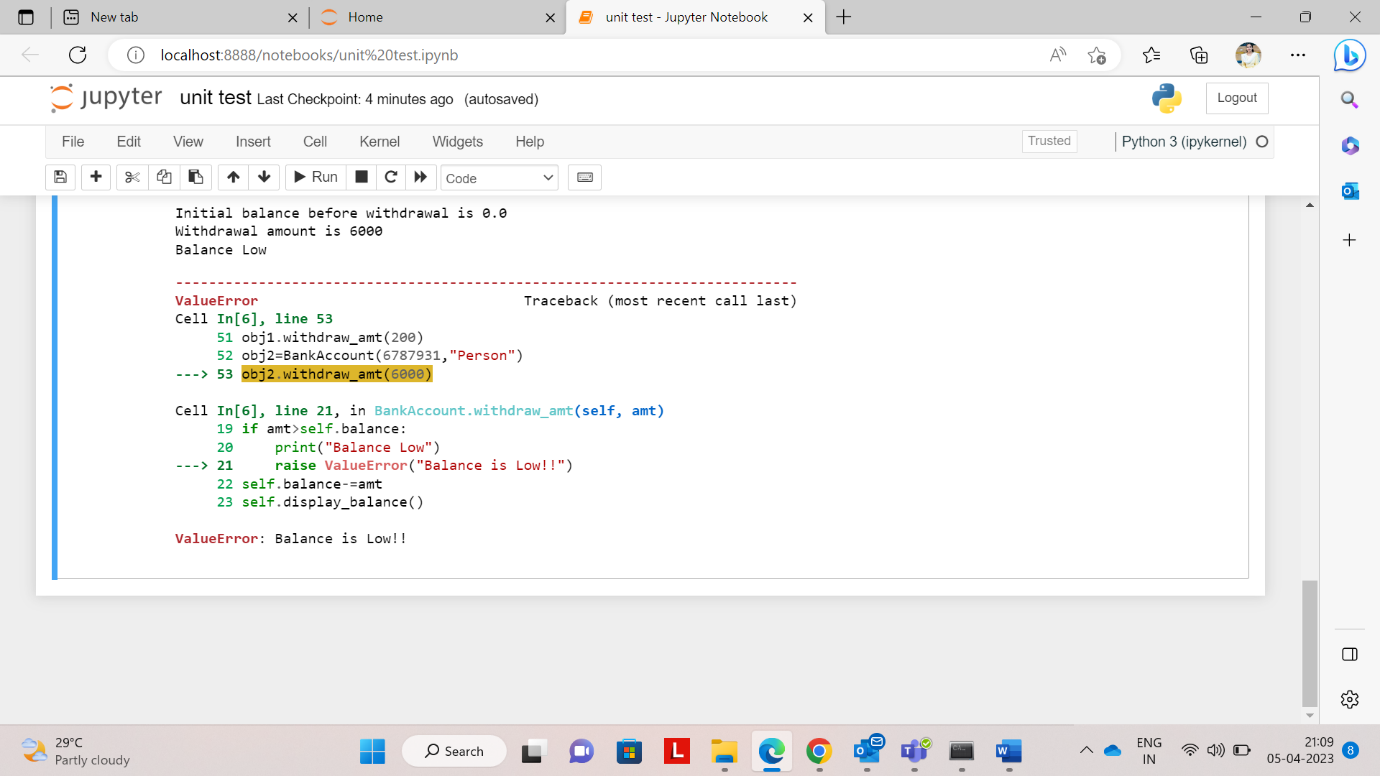 New tab
Home
unit test - Jupyter Notebook
localhost:8888/notebooks/unit%20test.ipynb
jupyter unit test Last Checkpoint: 4 minutes ago (autosaved)
Logout
File Edit View Insert Cell Kernel Widgets Help
Trusted
Python 3 (ipykernel)
Run
Code
Initial balance before withdrawal is 0.0
Withdrawal amount is 6000
Balance Low
---------------------------------------------------------------------------
ValueError Traceback (most recent call last)
Cell In[6], line 53
51 obj1.withdraw_amt(200)
52 obj2=BankAccount(6787931,"Person")
---> 53 obj2.withdraw_amt(6000)
Cell In[6], line 21, in BankAccount.withdraw_amt(self, amt)
19 if amt>self.balance:
20 print("Balance Low")
---> 21 raise ValueError("Balance is Low!!")
22 self.balance-=amt
23 self.display_balance()
ValueError: Balance is Low!!
29°C
Partly cloudy
Search
L
ENG
IN
21:09
05-04-2023
8